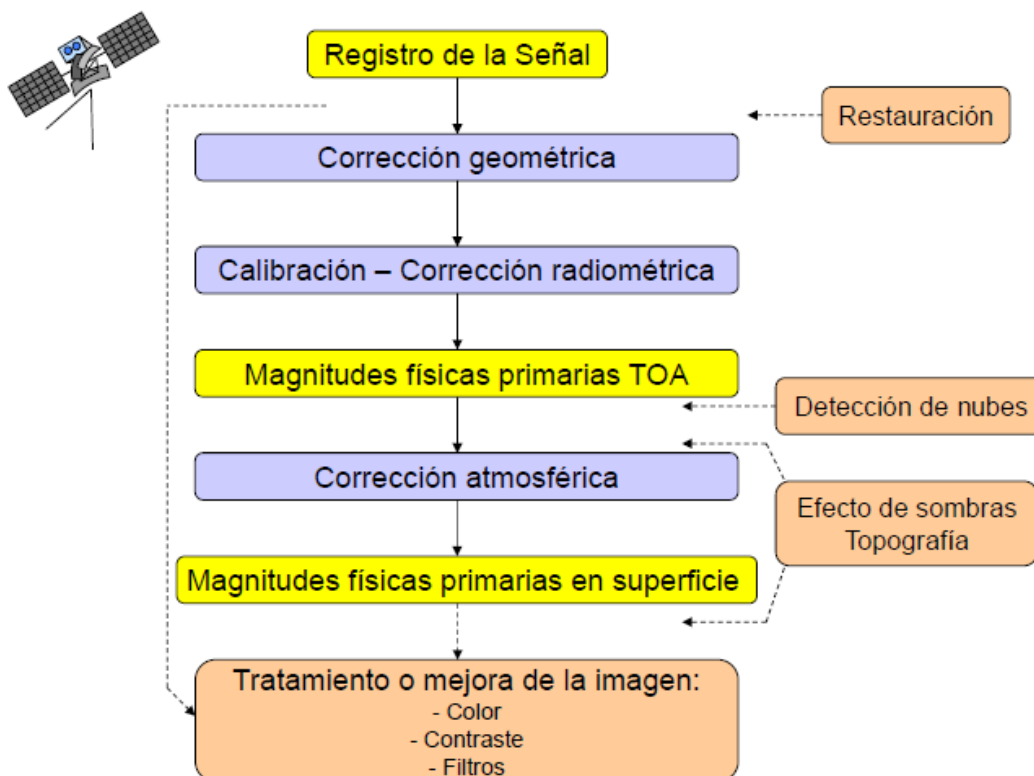 Registro de la Señal
Restauración
Corrección geométrica
Calibración – Corrección radiométrica
Magnitudes físicas primarias TOA
Detección de nubes
Corrección atmosférica
Efecto de sombras
Topografía
Magnitudes físicas primarias en superficie
Tratamiento o mejora de la imagen:
- Color
- Contraste
- Filtros